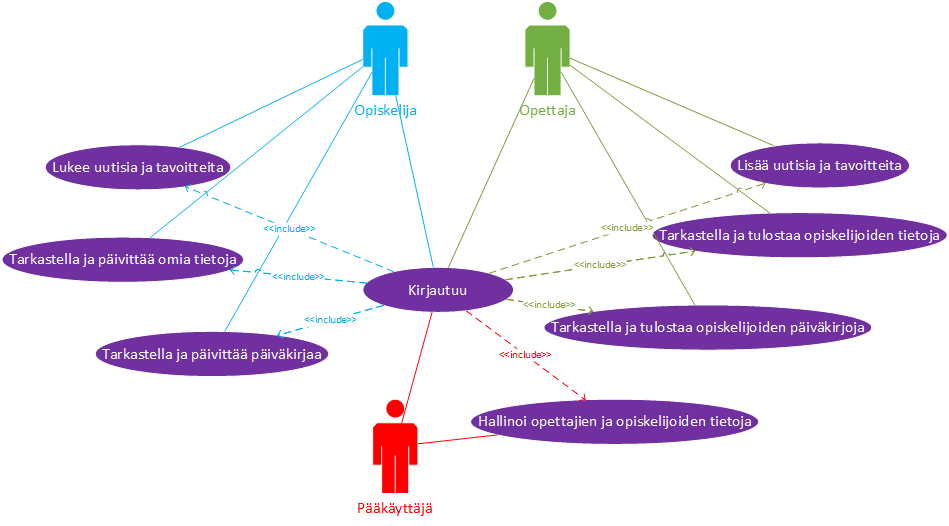 Opiskelija
Opettaja
Lukee uutisia ja tavoitteita
Lisää uutisia ja tavoitteita
<<include>>
<<include>>
Tarkastella ja tulostaa opiskelijoiden tietoja
Tarkastella ja päivittää omia tietoja
<<include>>
<<include>>
Kirjautuu
<<include>>
<<include>>
Tarkastella ja tulostaa opiskelijoiden päiväkirjoja
Tarkastella ja päivittää päiväkirjaa
<<include>>
Hallinoi opettajien ja opiskelijoiden tietoja
Pääkäyttäjä